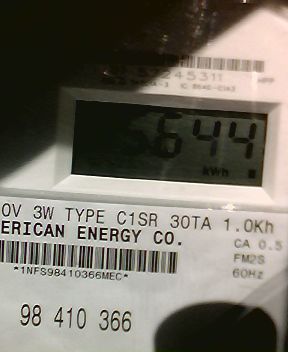 5644
kWh
0V 3W TYPE C1SR 30TA 1.0Kh
ERICAN ENERGY CO.
CA 0.5
FM2S
60Hz
*1NFS98410366MEC*
98 410 366